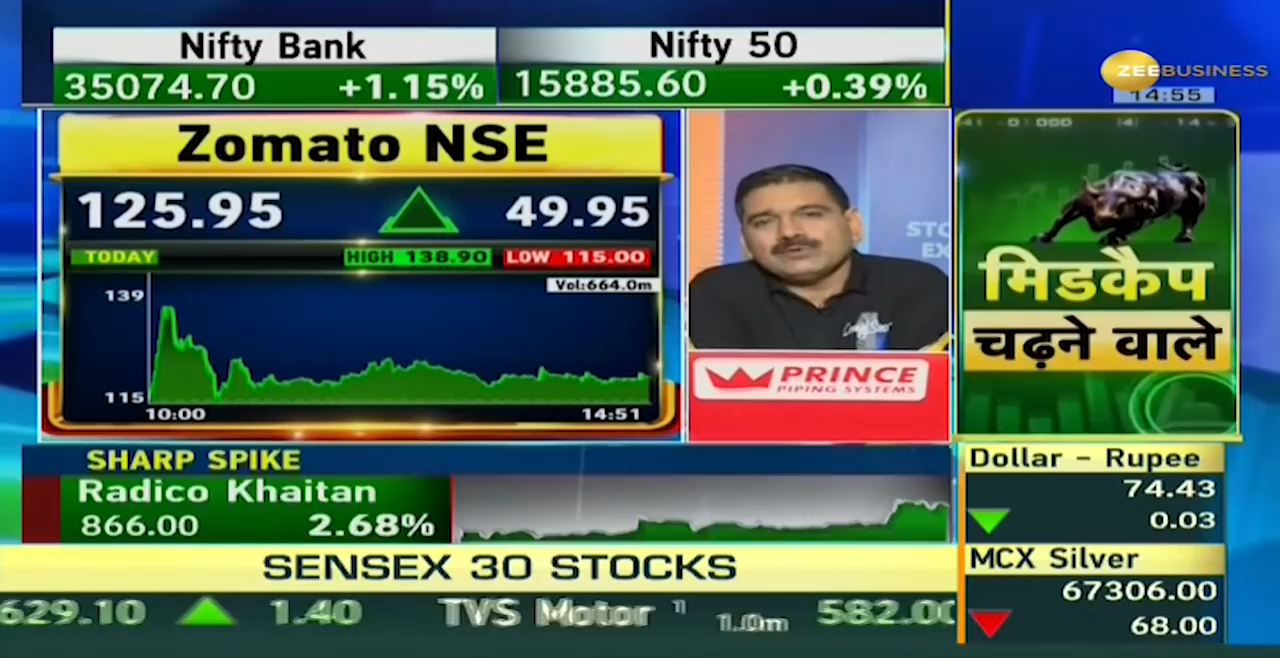 Nifty Bank
35074.70 +1.15%
Nifty 50
15885.60 +0.39%
ZEEBUSINESS
14:55
Zomato NSE
125.95 49.95
TODAY HIGH 138.90 LOW 115.00
Vol:664.0m
139
115
10:00 14:51
PRINCE
PIPING SYSTEMS
मिडकैप
चढ़ने वाले
SHARP SPIKE
Radico Khaitan
866.00 2.68%
Dollar - Rupee
74.43
0.03
MCX Silver
67306.00
68.00
SENSEX 30 STOCKS
629.10 1.40 TVS Motor 1.0m 582.00